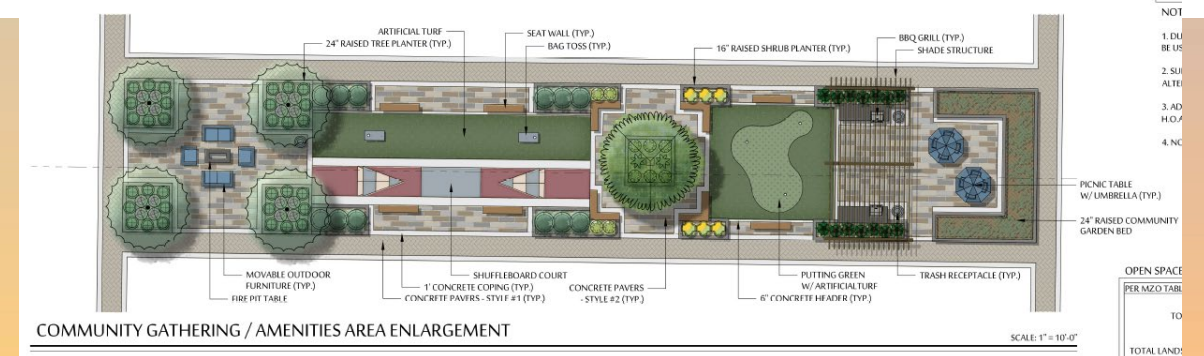 ARTIFICIAL TURF
24" RAISED TREE PLANTER (TYP.)
SEAT WALL (TYP.)
BAG TOSS (TYP.)
16" RAISED SHRUB PLANTER (TYP.)
BBQ GRILL (TYP.)
SHADE STRUCTURE
PICNIC TABLE
W/ UMBRELLA (TYP.)
24" RAISED COMMUNITY
GARDEN BED
MOVABLE OUTDOOR
FURNITURE (TYP.)
FIRE PIT TABLE
SHUFFLEBOARD COURT
1' CONCRETE COPING (TYP.)
CONCRETE PAVERS - STYLE #1 (TYP.)
CONCRETE PAVERS
- STYLE #2 (TYP.)
PUTTING GREEN
W/ ARTIFICIALTURF
6" CONCRETE HEADER (TYP.)
TRASH RECEPTACLE (TYP.)
COMMUNITY GATHERING / AMENITIES AREA ENLARGEMENT
SCALE: 1" = 10'-0"
NOT
1. DU
BE US
2. SU
ALTE
3. AD
H.O.A
4. NO
OPEN SPACE
PER MZO TABL
TO
TOTAL LANDS